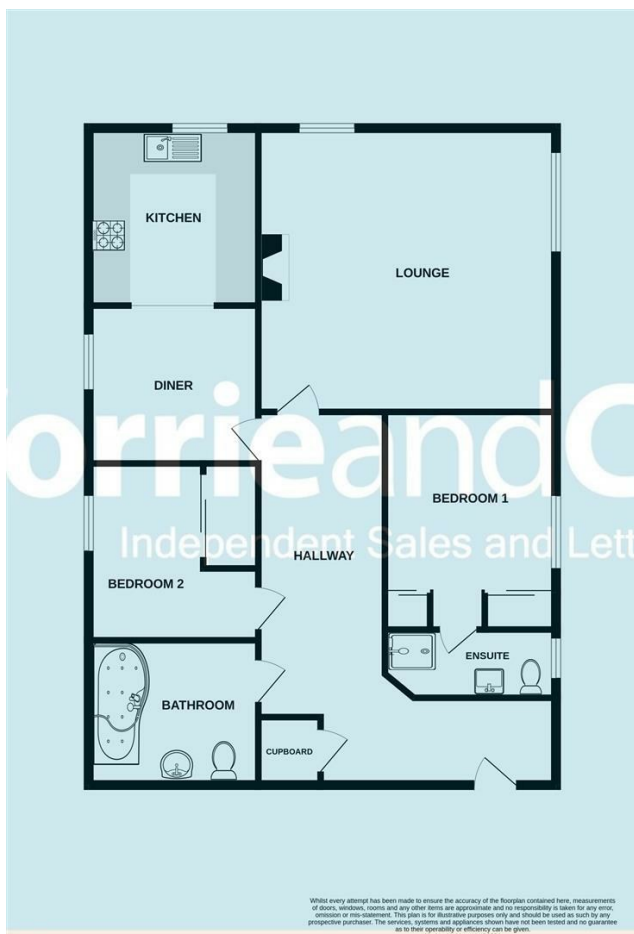 KITCHEN
LOUNGE
DINER
orrieandC
BEDROOM 1
Independent Sales and Lett
HALLWAY
BEDROOM 2
ENSUITE
BATHROOM
CUPBOARD
Whilst every attempt has been made to ensure the accuracy of the floorplan contained here, measurements
of doors, windows, rooms and any other items are approximate and no responsibility is taken for any error,
omission or mis-statement. This plan is for illustrative purposes only and should be used as such by any
prospective purchaser. The services, systems and appliances shown have not been tested and no guarantee
as to their operability or efficiency can be given.